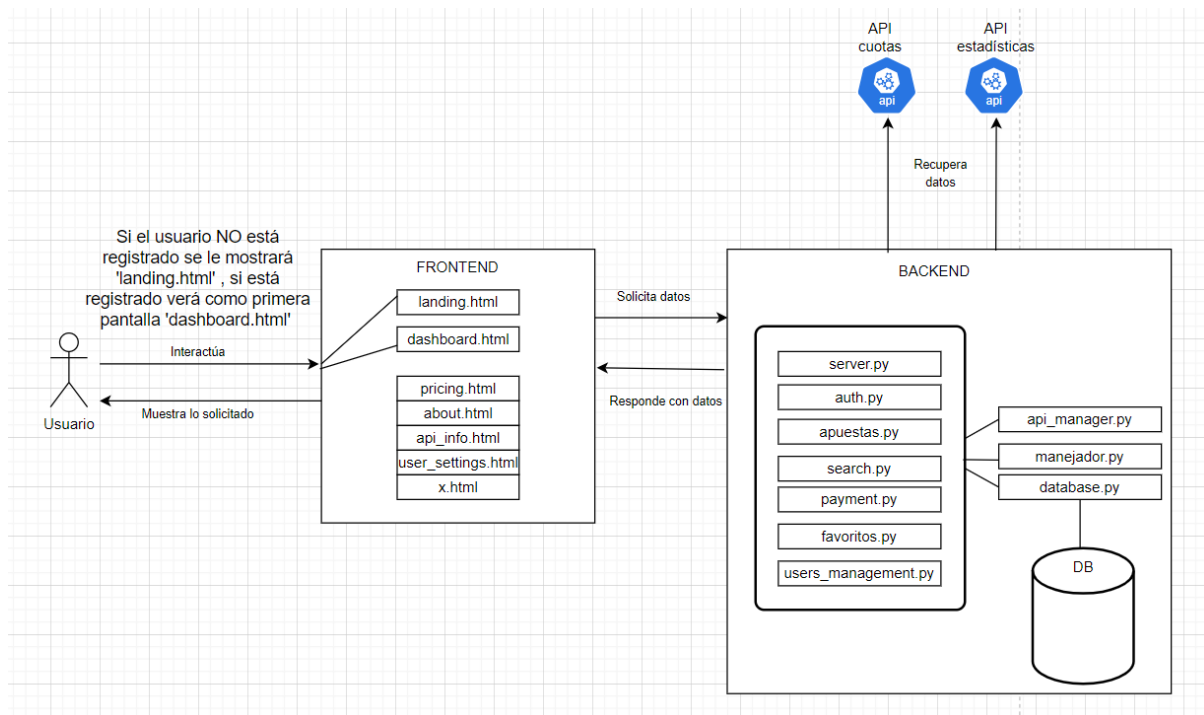 API
cuotas
API
estadísticas
api
api
Recupera
datos
Si el usuario NO está
registrado se le mostrará
'landing.html' , si está
registrado verá como primera
pantalla 'dashboard.html'
Interactúa
Muestra lo solicitado
Usuario
FRONTEND
landing.html
dashboard.html
pricing.html
about.html
api_info.html
user_settings.html
x.html
Solicita datos
Responde con datos
BACKEND
server.py
auth.py
apuestas.py
search.py
payment.py
favoritos.py
users_management.py
api_manager.py
manejador.py
database.py
DB